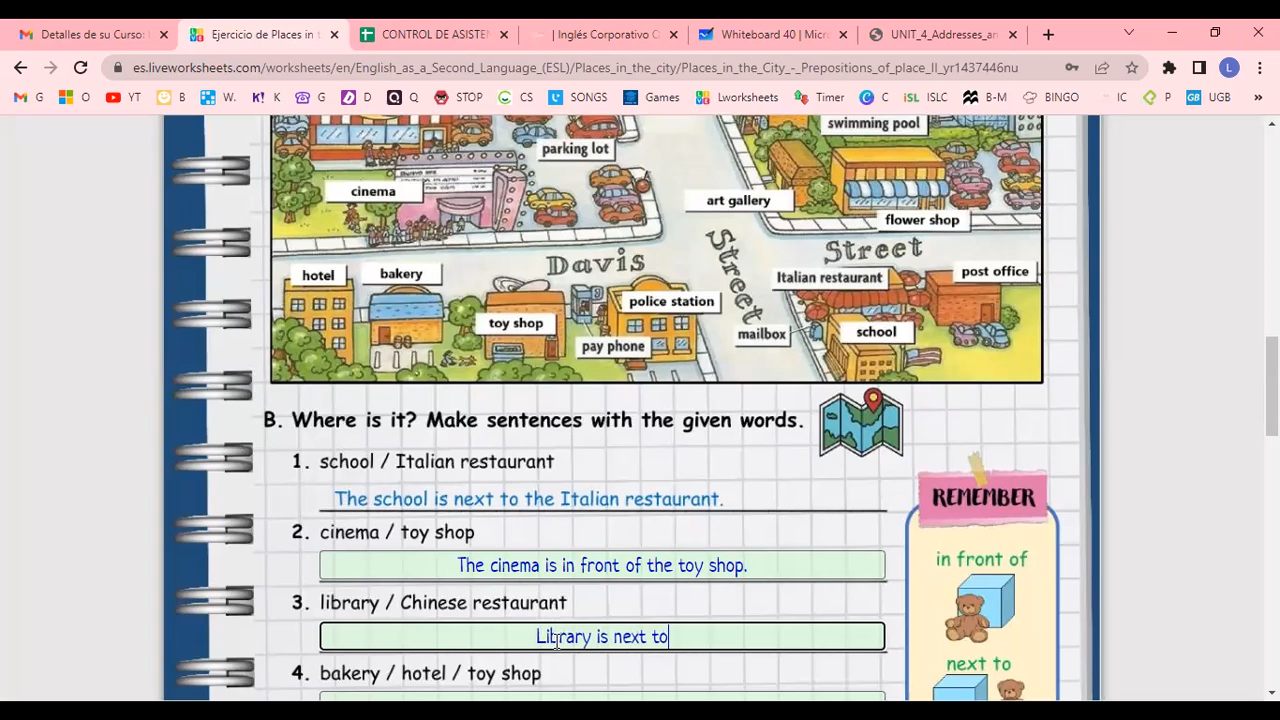 Detalles de su Curso:
Ejercicio de Places in t
CONTROL DE ASISTEN
| Inglés Corporativo O
Whiteboard 40 | Micro
UNIT_4_Addresses_an
es.liveworksheets.com/worksheets/en/English_as_a_Second_Language_(ESL)/Places_in_the_city/Places_in_the_City_-_Prepositions_of_place_II_yr1437446nu
L
G
O
YT
B
W.
K! K
G
D
Q
STOP
CS
SONGS
Games
Lworksheets
Timer
C
iSL ISLC
B-M
BINGO
IC
P
GB UGB
»
swimming pool
parking lot
cinema
art gallery
flower shop
Street
Davis
Street
hotel
bakery
Italian restaurant
post office
police station
toy shop
mailbox
school
pay phone
B. Where is it? Make sentences with the given words.
1. school / Italian restaurant
The school is next to the Italian restaurant.
2. cinema / toy shop
The cinema is in front of the toy shop.
3. library / Chinese restaurant
Library is next to
4. bakery / hotel / toy shop
REMEMBER
in front of
next to